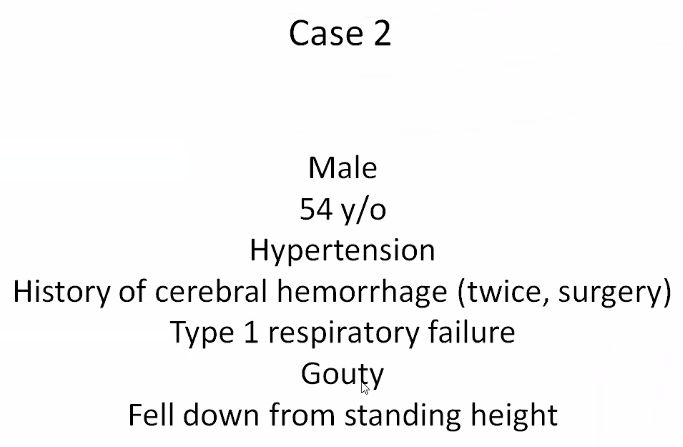 Case 2
Male
54 y/o
Hypertension
History of cerebral hemorrhage (twice, surgery)
Type 1 respiratory failure
Gouty
Fell down from standing height